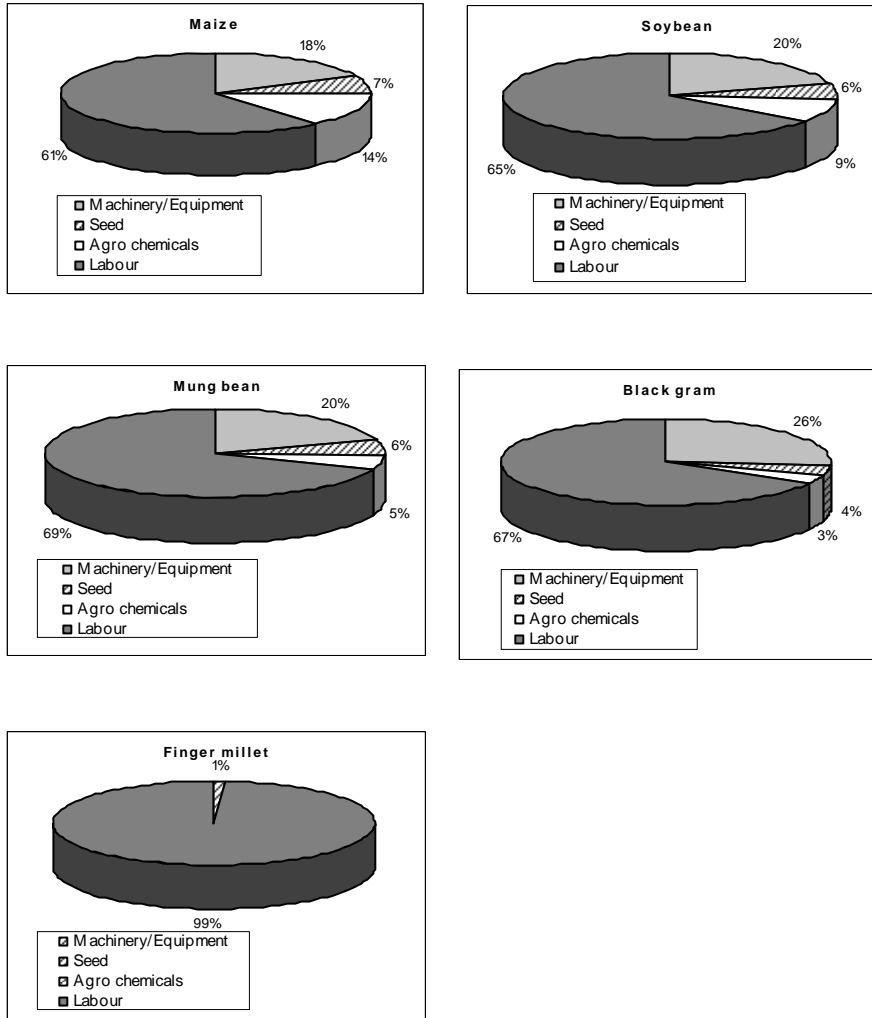 Maize
18%
7%
61%
14%
Machinery/Equipment
Seed
Agro chemicals
Labour
Soybean
20%
6%
65%
9%
Machinery/Equipment
Seed
Agro chemicals
Labour
Mung bean
20%
6%
69%
5%
Machinery/Equipment
Seed
Agro chemicals
Labour
Black gram
26%
4%
67%
3%
Machinery/Equipment
Seed
Agro chemicals
Labour
Finger millet
1%
99%
Machinery/Equipment
Seed
Agro chemicals
Labour